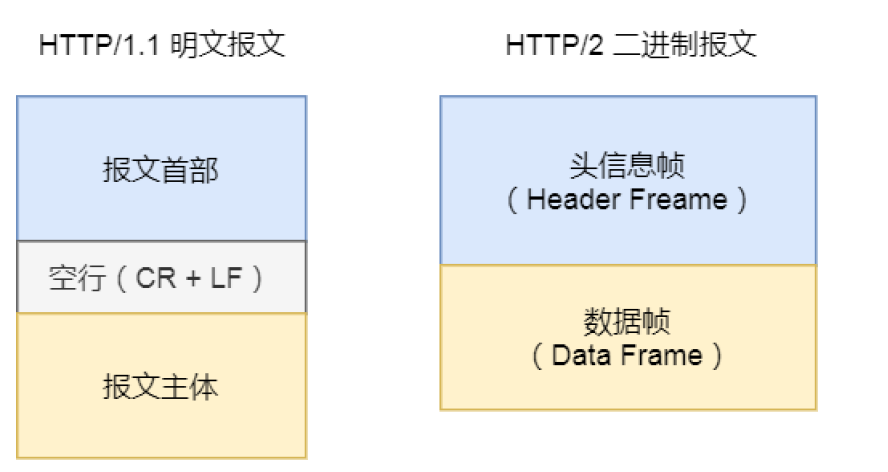 HTTP/1.1 明文报文
HTTP/2 二进制报文
报文首部
空行（CR + LF）
报文主体
头信息帧
（Header Freame）
数据帧
（Data Frame）